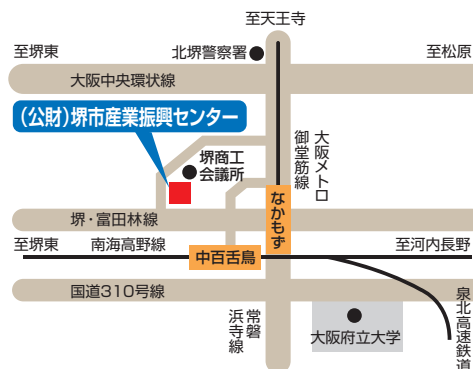 至天王寺
至堺東
北堺警察署
至松原
大阪中央環状線
(公財)堺市産業振興センター
堺商工
会議所
大阪メトロ
御堂筋線
なかもず
堺・富田林線
至堺東
南海高野線
中百舌鳥
至河内長野
国道310号線
常磐
浜寺線
大阪府立大学
泉北高速鉄道